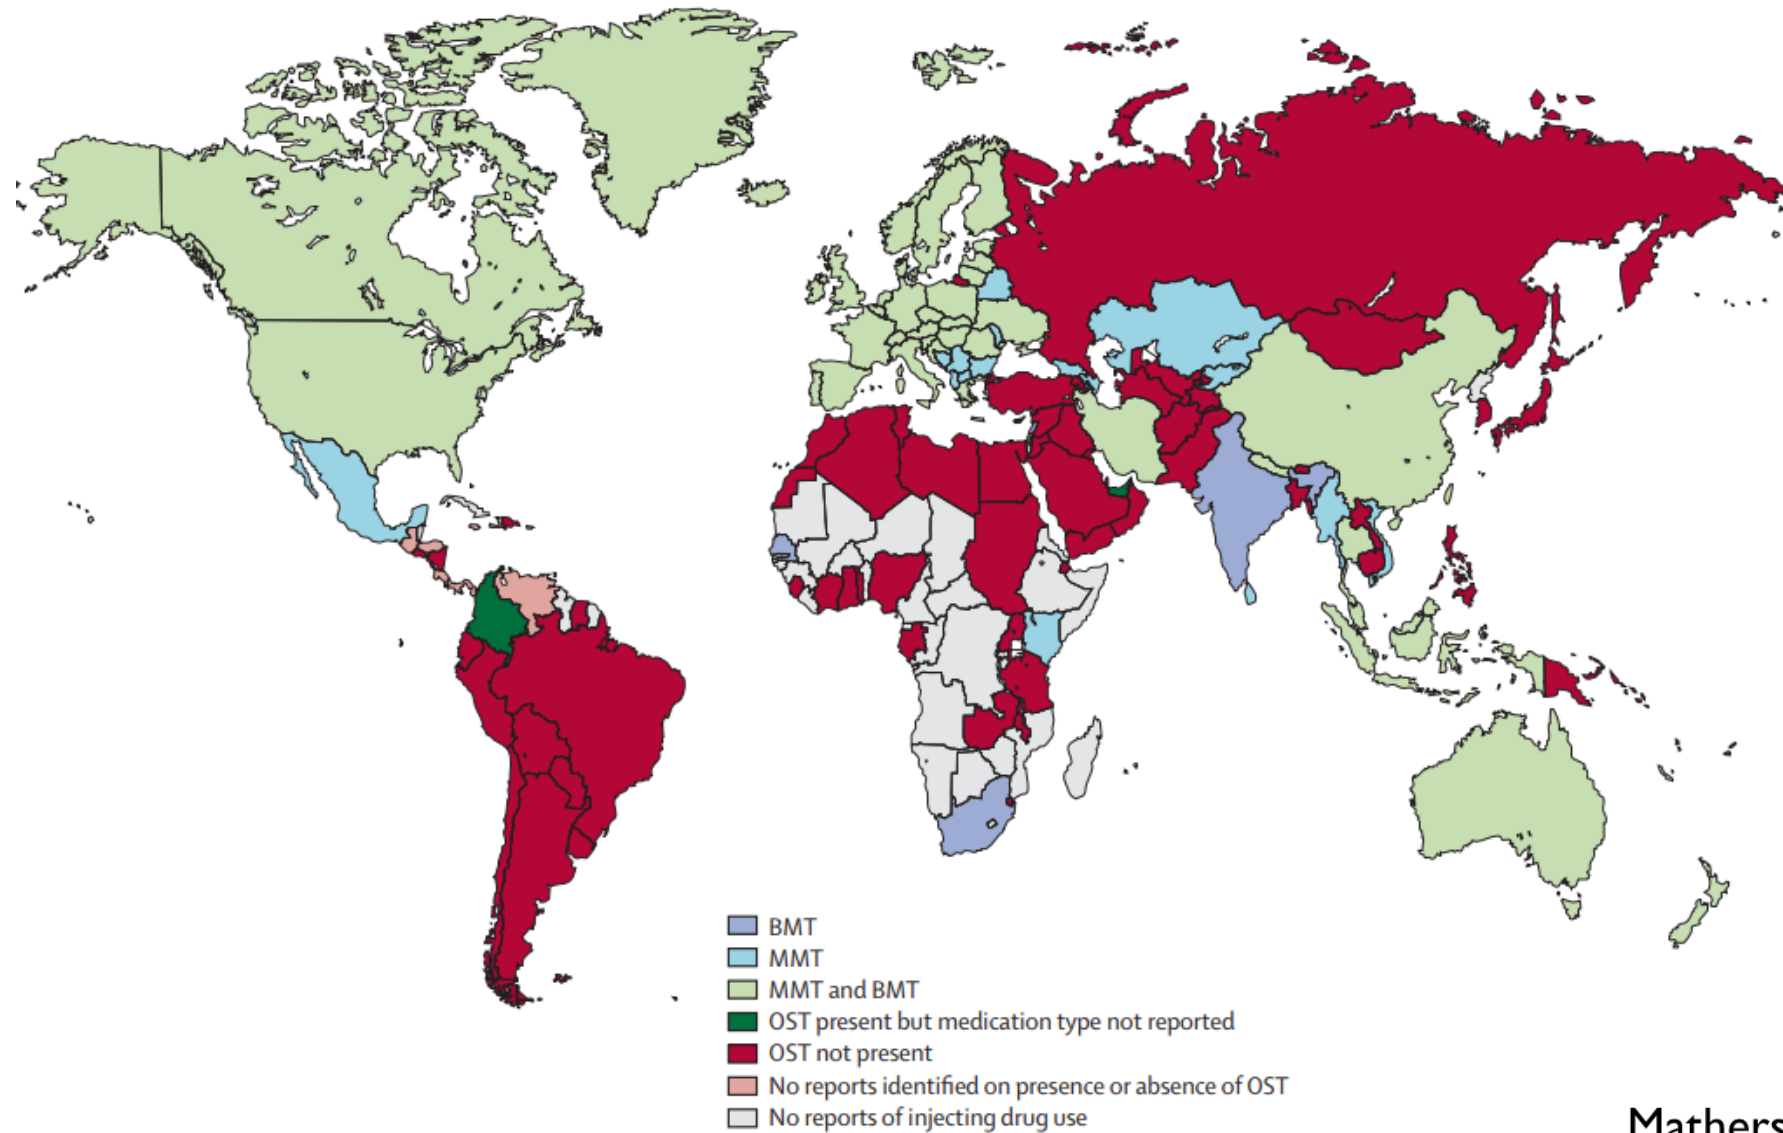 BMT
MMT
MMT and BMT
OST present but medication type not reported
OST not present
No reports identified on presence or absence of OST
No reports of injecting drug use
Mathers